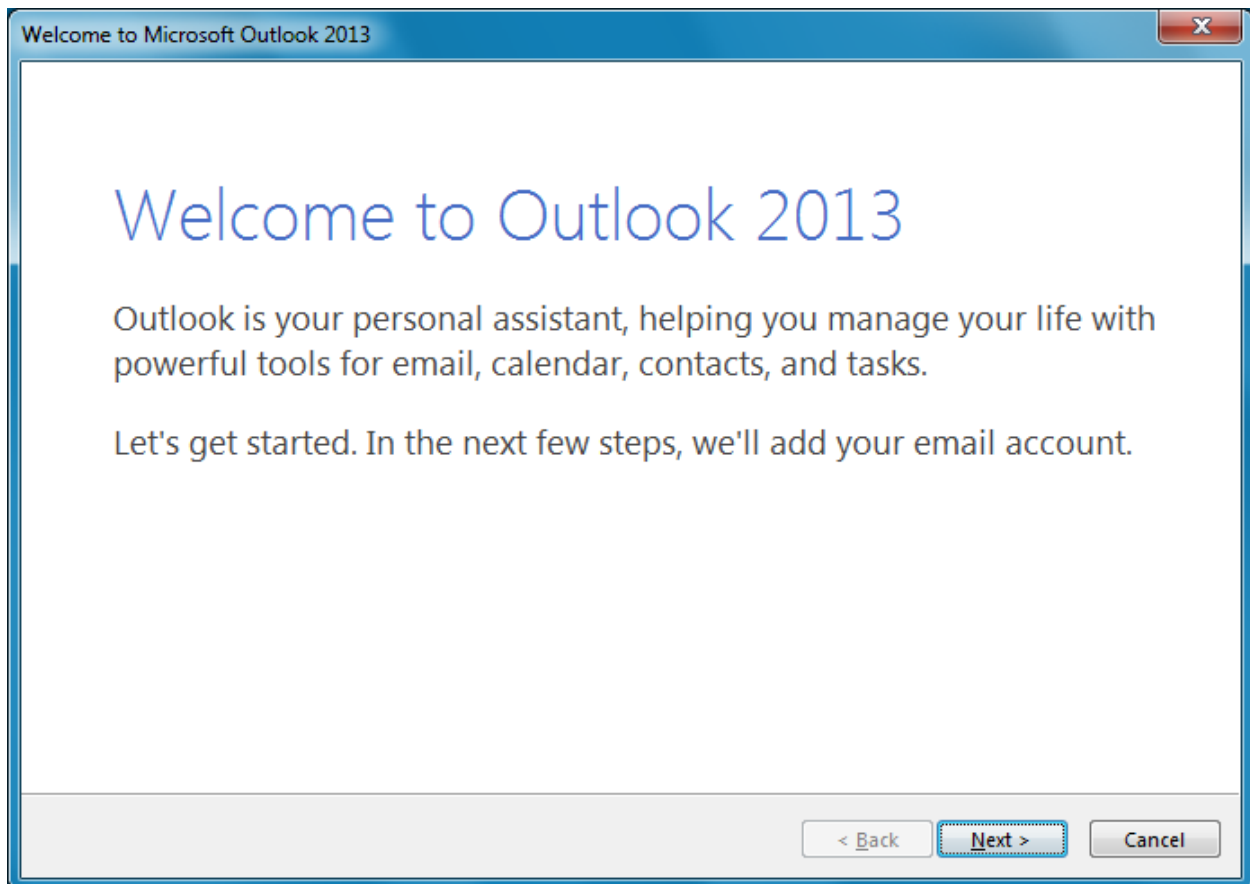 Welcome to Microsoft Outlook 2013
X
Welcome to Outlook 2013
Outlook is your personal assistant, helping you manage your life with
powerful tools for email, calendar, contacts, and tasks.
Let's get started. In the next few steps, we'll add your email account.
< Back Next > Cancel